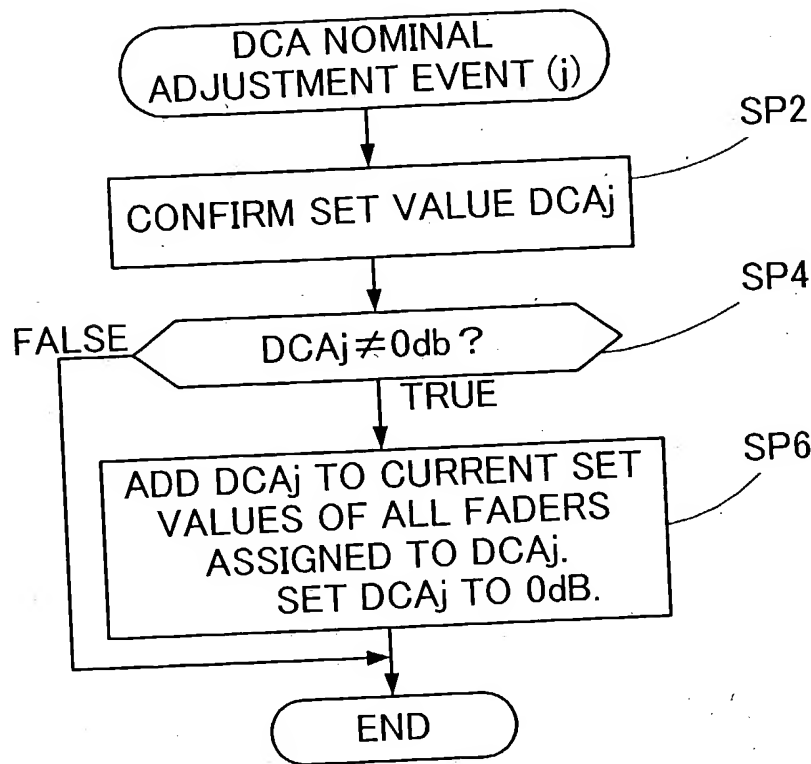 DCA NOMINAL
ADJUSTMENT EVENT (j)
SP2
CONFIRM SET VALUE DCAj
SP4
FALSE
DCAj≠0db?
TRUE
SP6
ADD DCAj TO CURRENT SET
VALUES OF ALL FADERS
ASSIGNED TO DCAj.
SET DCAj TO 0dB.
END